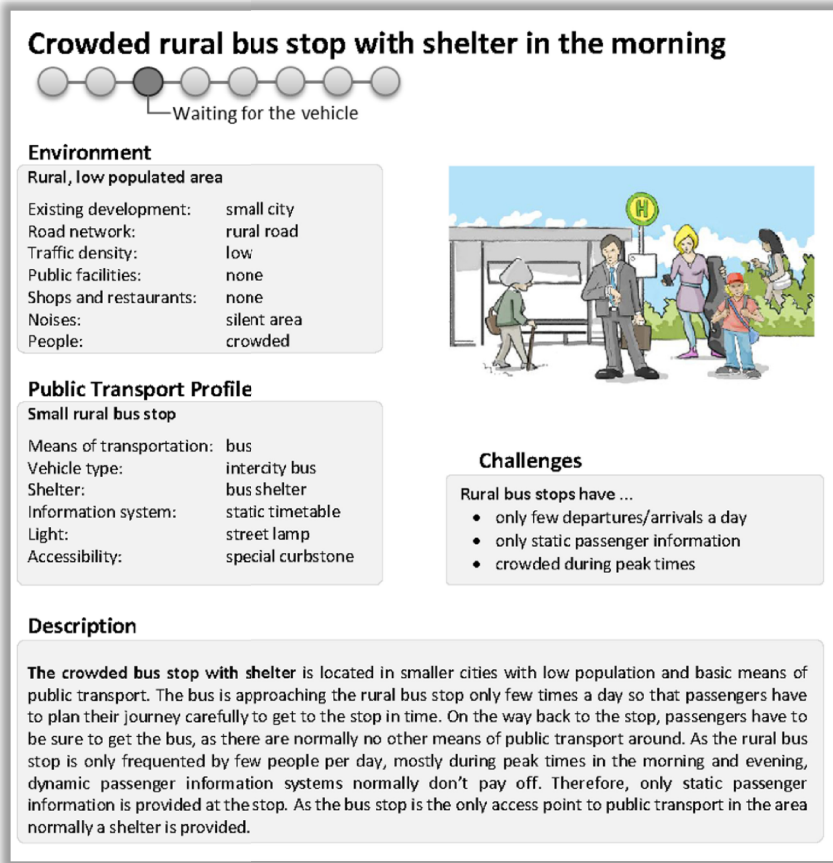 Crowded rural bus stop with shelter in the morning
Waiting for the vehicle
Environment
Rural, low populated area
Existing development: small city
Road network: rural road
Traffic density: low
Public facilities: none
Shops and restaurants: none
Noises: silent area
People: crowded
H
Public Transport Profile
Small rural bus stop
Means of transportation: bus
Vehicle type: intercity bus
Shelter: bus shelter
Information system: static timetable
Light: street lamp
Accessibility: special curbstone
Challenges
Rural bus stops have ...
• only few departures/arrivals a day
• only static passenger information
• crowded during peak times
Description
The crowded bus stop with shelter is located in smaller cities with low population and basic means of
public transport. The bus is approaching the rural bus stop only few times a day so that passengers have
to plan their journey carefully to get to the stop in time. On the way back to the stop, passengers have to
be sure to get the bus, as there are normally no other means of public transport around. As the rural bus
stop is only frequented by few people per day, mostly during peak times in the morning and evening,
dynamic passenger information systems normally don't pay off. Therefore, only static passenger
information is provided at the stop. As the bus stop is the only access point to public transport in the area
normally a shelter is provided.